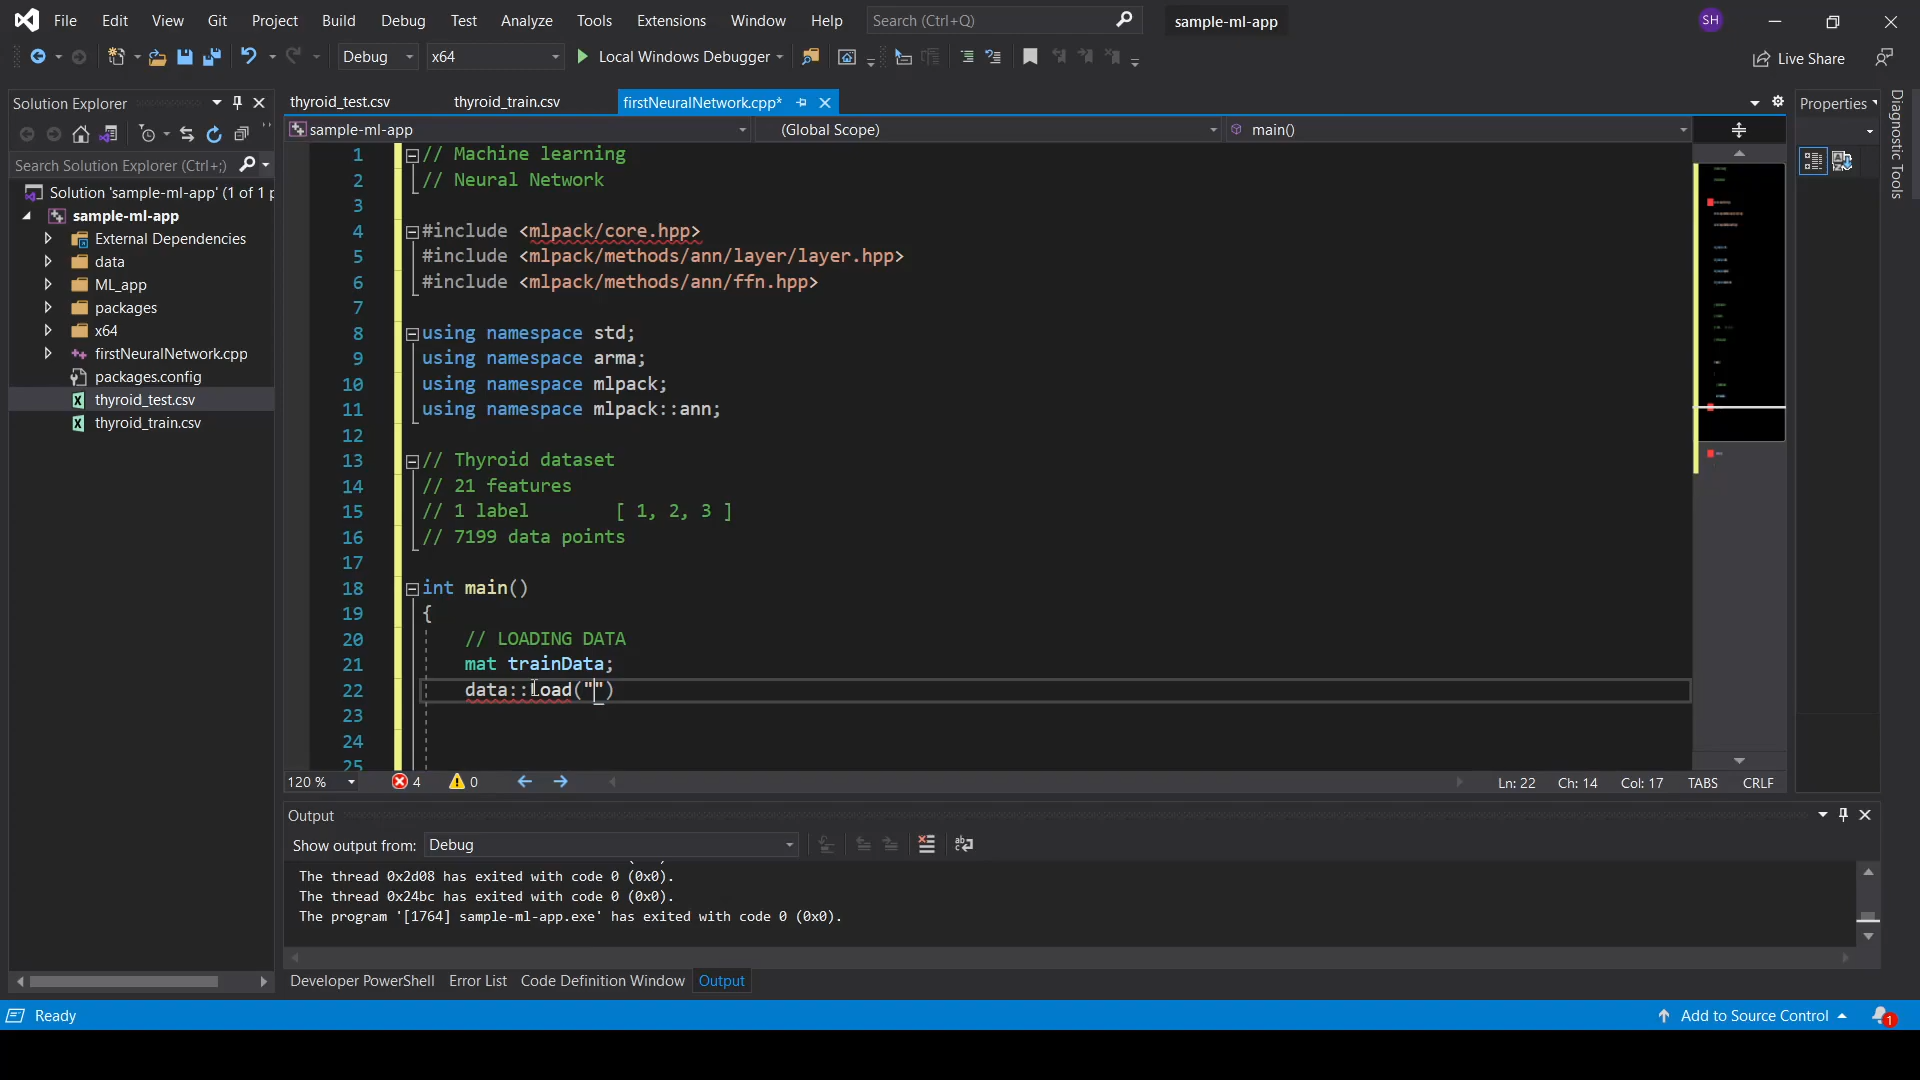 File Edit View Git Project Build Debug Test Analyze Tools Extensions Window Help Search (Ctrl+Q) sample-ml-app SH
Debug x64 Local Windows Debugger Live Share
Solution Explorer
Search Solution Explorer (Ctrl+;)
Solution 'sample-ml-app' (1 of 1 p
sample-ml-app
External Dependencies
data
ML_app
packages
x64
firstNeuralNetwork.cpp
packages.config
thyroid_test.csv
thyroid_train.csv
thyroid_test.csv thyroid_train.csv firstNeuralNetwork.cpp*
sample-ml-app (Global Scope) main()
1 // Machine learning
2 // Neural Network
3
4 #include <mlpack/core.hpp>
5 #include <mlpack/methods/ann/layer/layer.hpp>
6 #include <mlpack/methods/ann/ffn.hpp>
7
8 using namespace std;
9 using namespace arma;
10 using namespace mlpack;
11 using namespace mlpack::ann;
12
13 // Thyroid dataset
14 // 21 features
15 // 1 label [ 1, 2, 3 ]
16 // 7199 data points
17
18 int main()
19 {
20 // LOADING DATA
21 mat trainData;
22 data::Load("")
23
24
25
120 % 4 0 Ln: 22 Ch: 14 Col: 17 TABS CRLF
Properties
Diagnostic Tools
Output
Show output from: Debug
The thread 0x2d08 has exited with code 0 (0x0).
The thread 0x24bc has exited with code 0 (0x0).
The program '[1764] sample-ml-app.exe' has exited with code 0 (0x0).
Developer PowerShell Error List Code Definition Window Output
Ready Add to Source Control 1